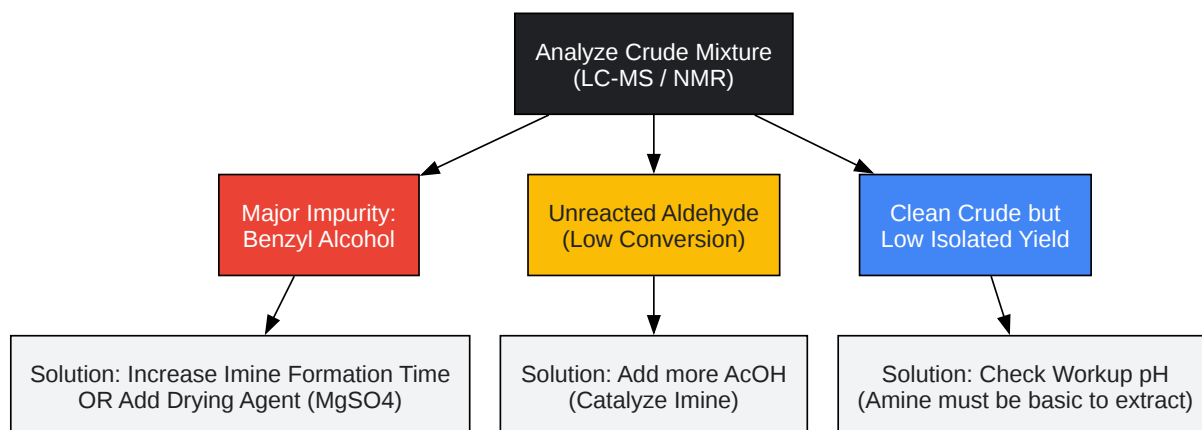 Analyze Crude Mixture
(LC-MS / NMR)
Major Impurity:
Benzyl Alcohol
Unreacted Aldehyde
(Low Conversion)
Clean Crude but
Low Isolated Yield
Solution: Increase Imine Formation Time
OR Add Drying Agent (MgSO4)
Solution: Add more AcOH
(Catalyze Imine)
Solution: Check Workup pH
(Amine must be basic to extract)